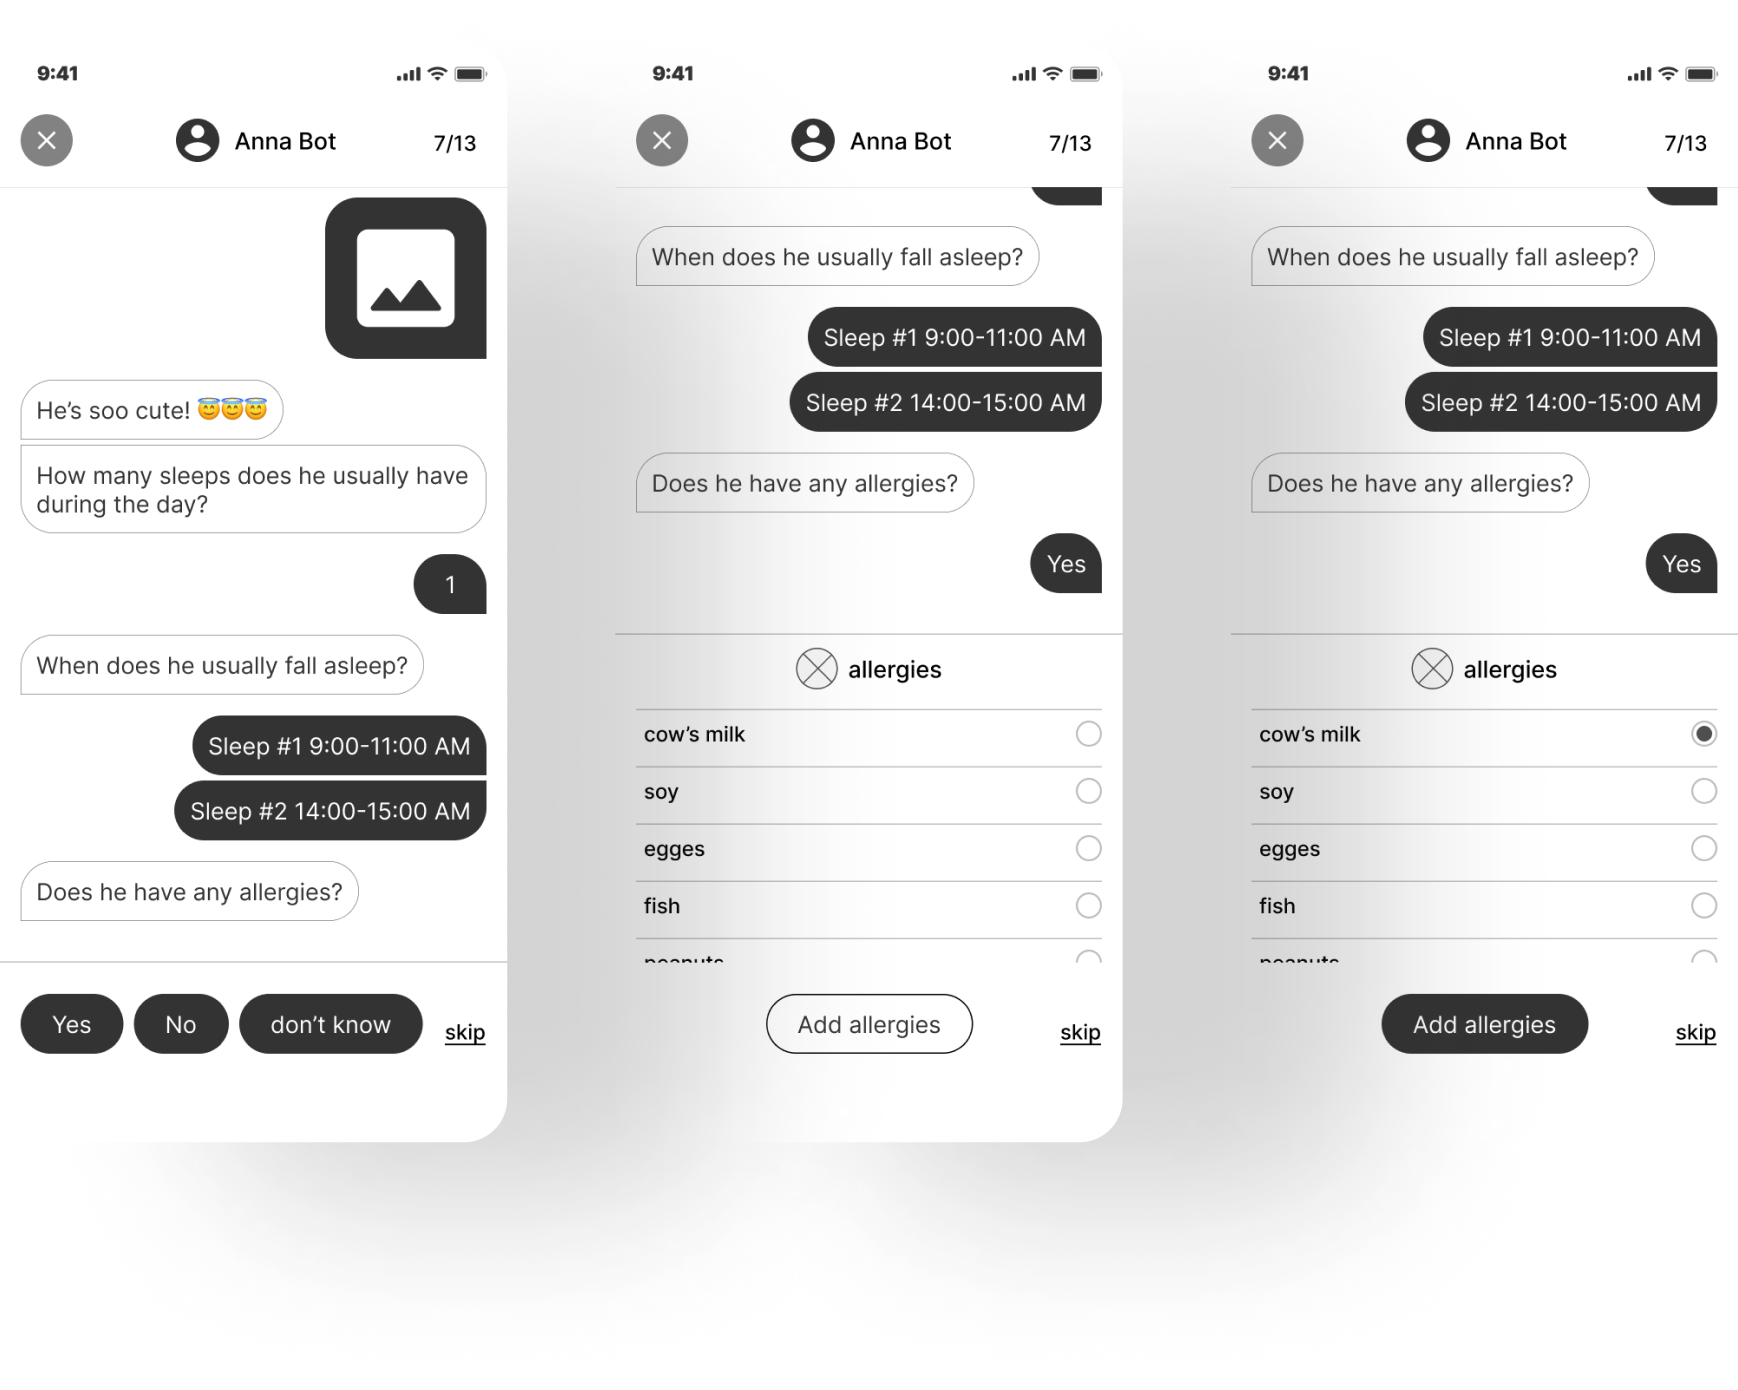 9:41
Anna Bot
7/13
He’s soo cute! 😇😇😇
How many sleeps does he usually have
during the day?
1
When does he usually fall asleep?
Sleep #1 9:00-11:00 AM
Sleep #2 14:00-15:00 AM
Does he have any allergies?
Yes
No
don’t know
skip
9:41
Anna Bot
7/13
When does he usually fall asleep?
Sleep #1 9:00-11:00 AM
Sleep #2 14:00-15:00 AM
Does he have any allergies?
Yes
allergies
cow’s milk
soy
egges
fish
peanuts
Add allergies
skip
9:41
Anna Bot
7/13
When does he usually fall asleep?
Sleep #1 9:00-11:00 AM
Sleep #2 14:00-15:00 AM
Does he have any allergies?
Yes
allergies
cow’s milk
soy
egges
fish
peanuts
Add allergies
skip